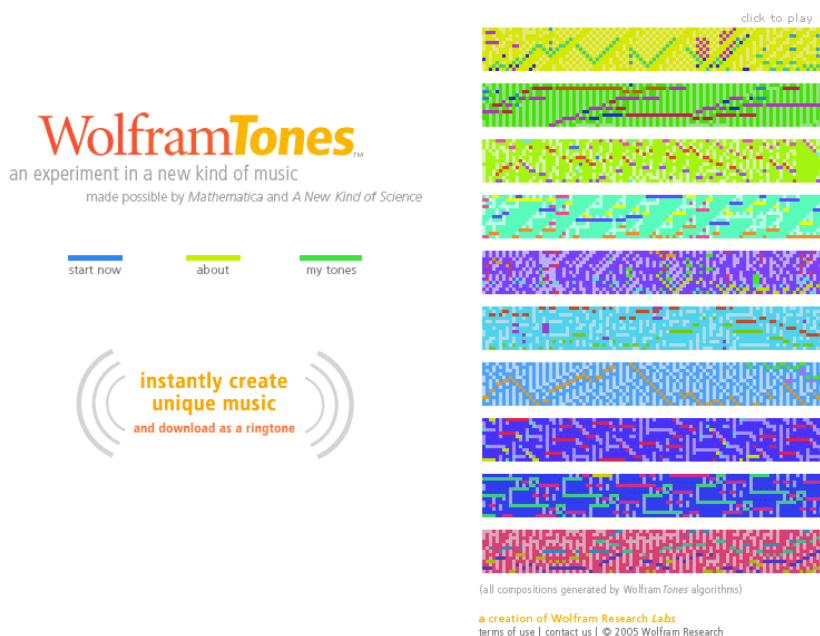 click to play
WolframTones™
an experiment in a new kind of music
made possible by Mathematica and A New Kind of Science
start now
about
my tones
instantly create
unique music
and download as a ringtone
(all compositions generated by WolframTones algorithms)
a creation of Wolfram Research Labs
terms of use | contact us | © 2005 Wolfram Research